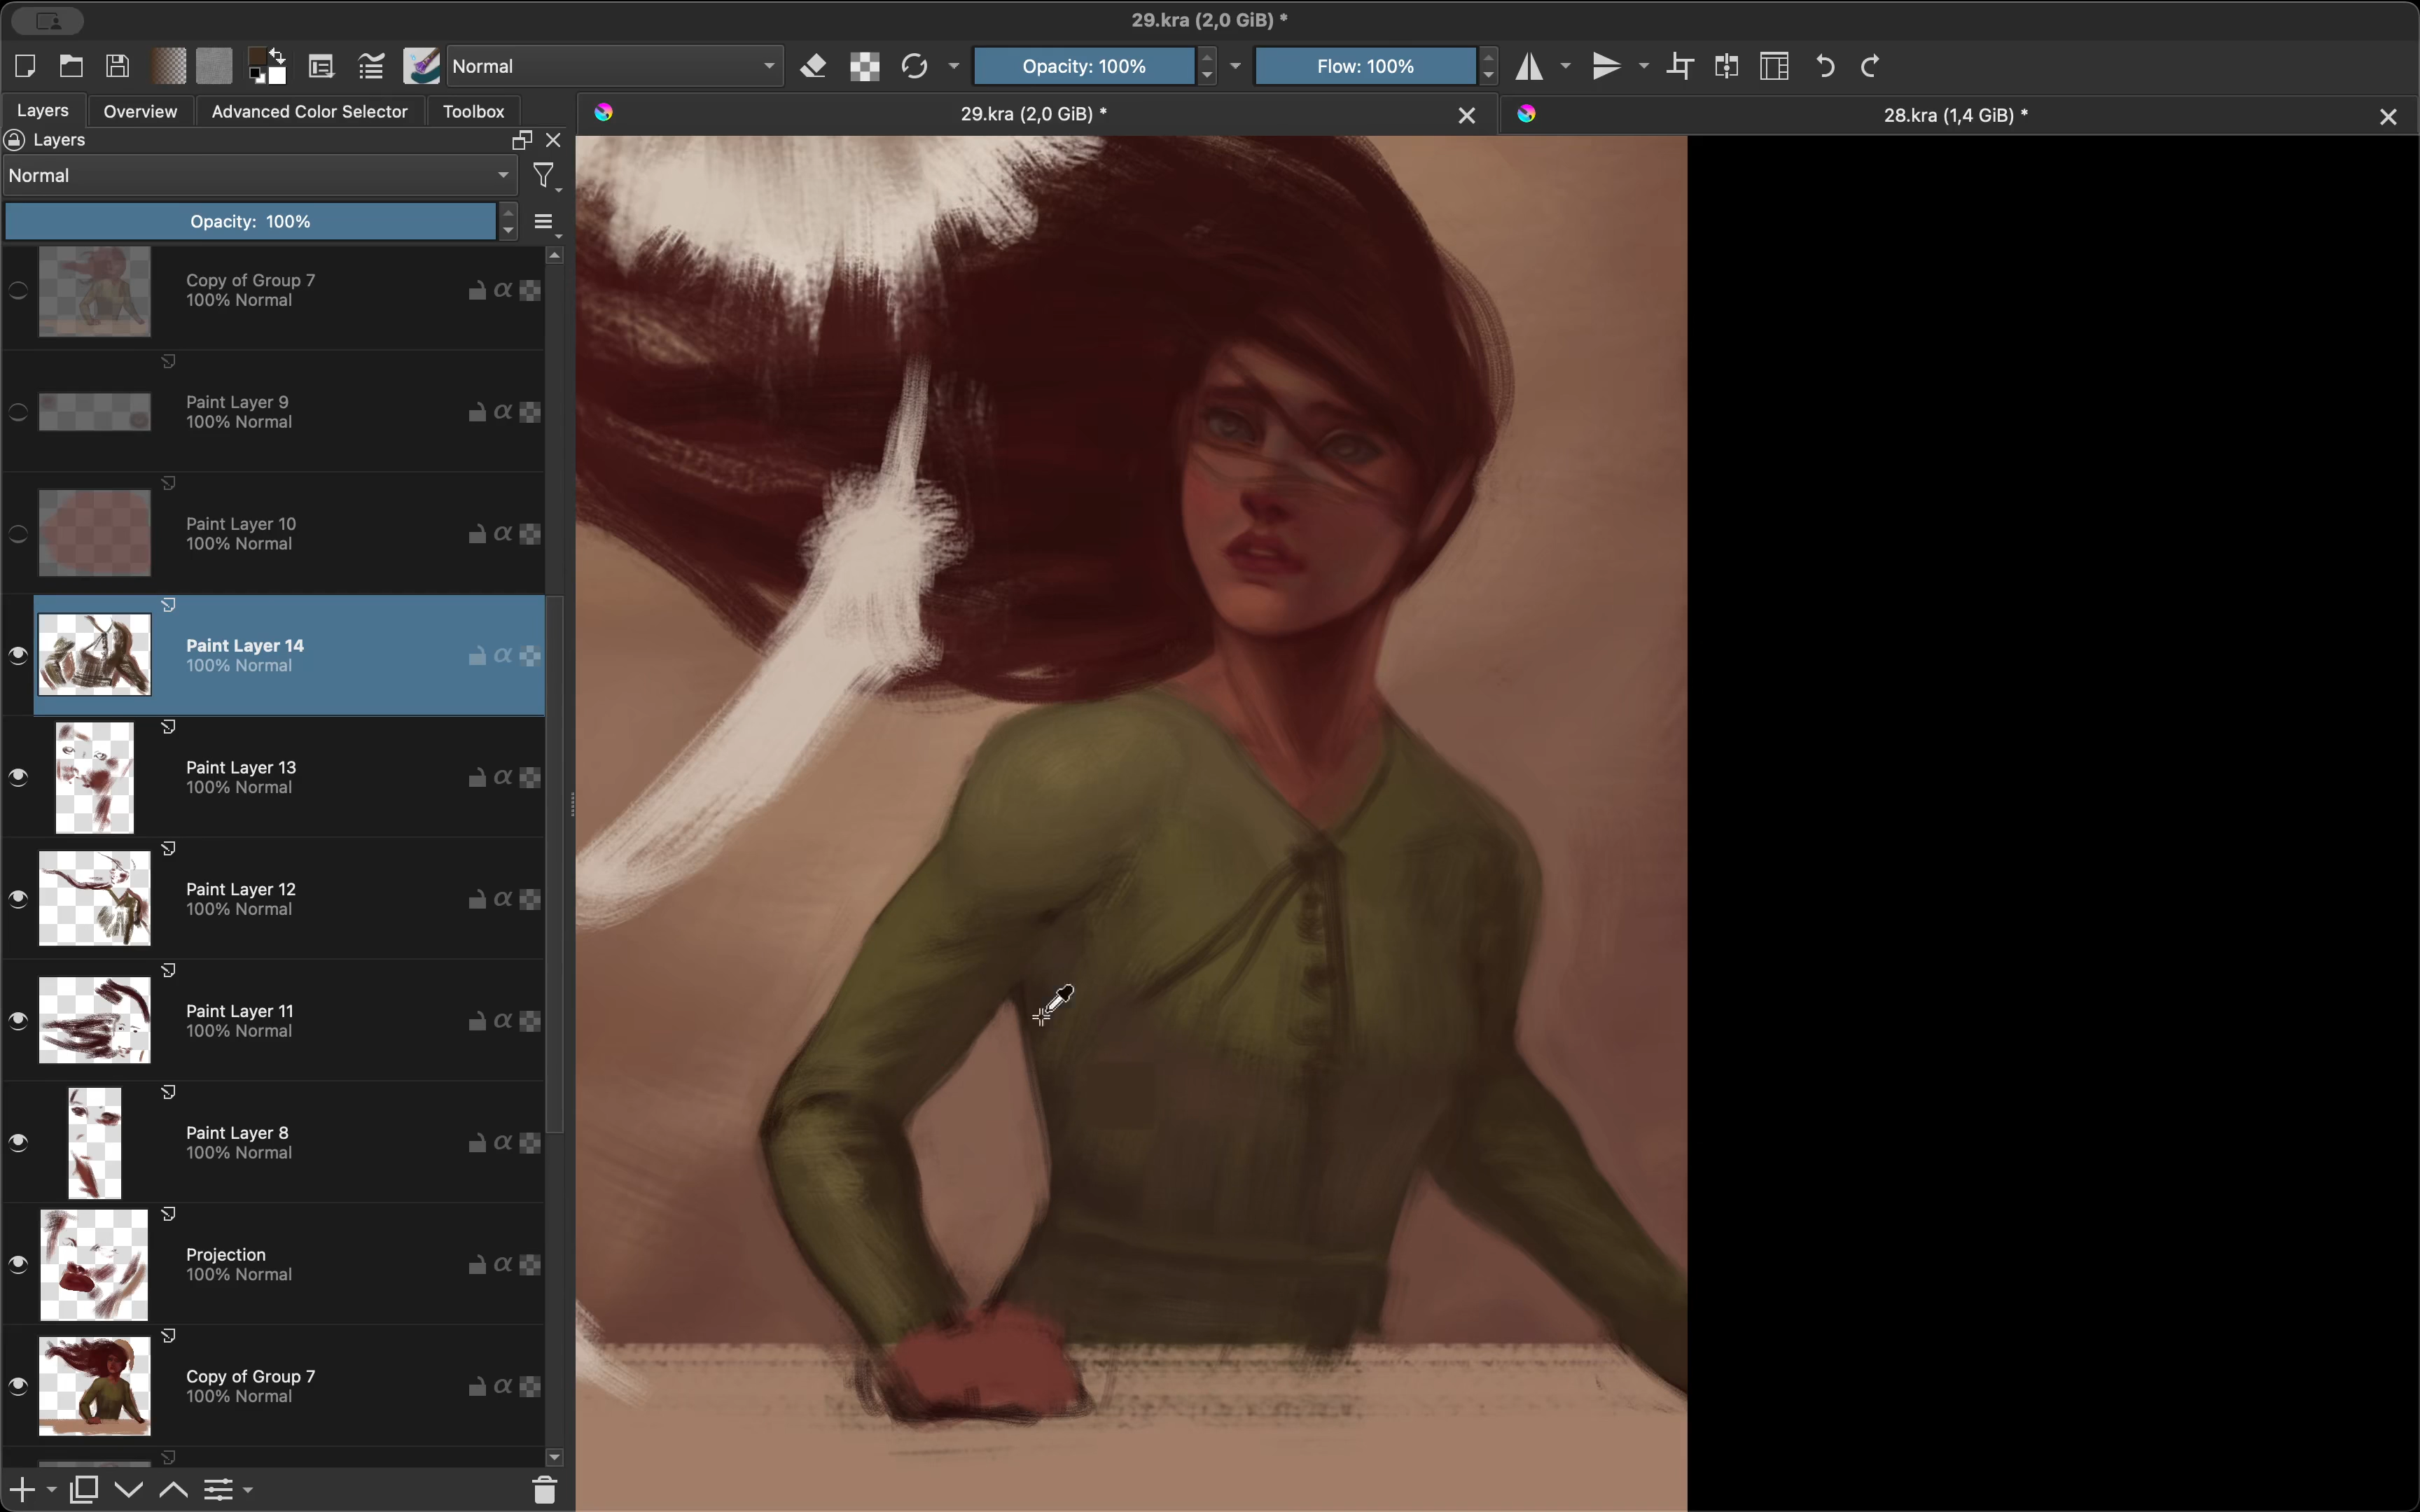 29.kra (2,0 GiB) *
Normal
Opacity: 100%
Flow: 100%
Layers
Overview
Advanced Color Selector
Toolbox
29.kra (2,0 GiB) *
28.kra (1,4 GiB) *
Layers
Normal
Opacity: 100%
Copy of Group 7
100% Normal
α
Paint Layer 9
100% Normal
α
Paint Layer 10
100% Normal
α
Paint Layer 14
100% Normal
α
Paint Layer 13
100% Normal
α
Paint Layer 12
100% Normal
α
Paint Layer 11
100% Normal
α
Paint Layer 8
100% Normal
α
Projection
100% Normal
α
Copy of Group 7
100% Normal
α